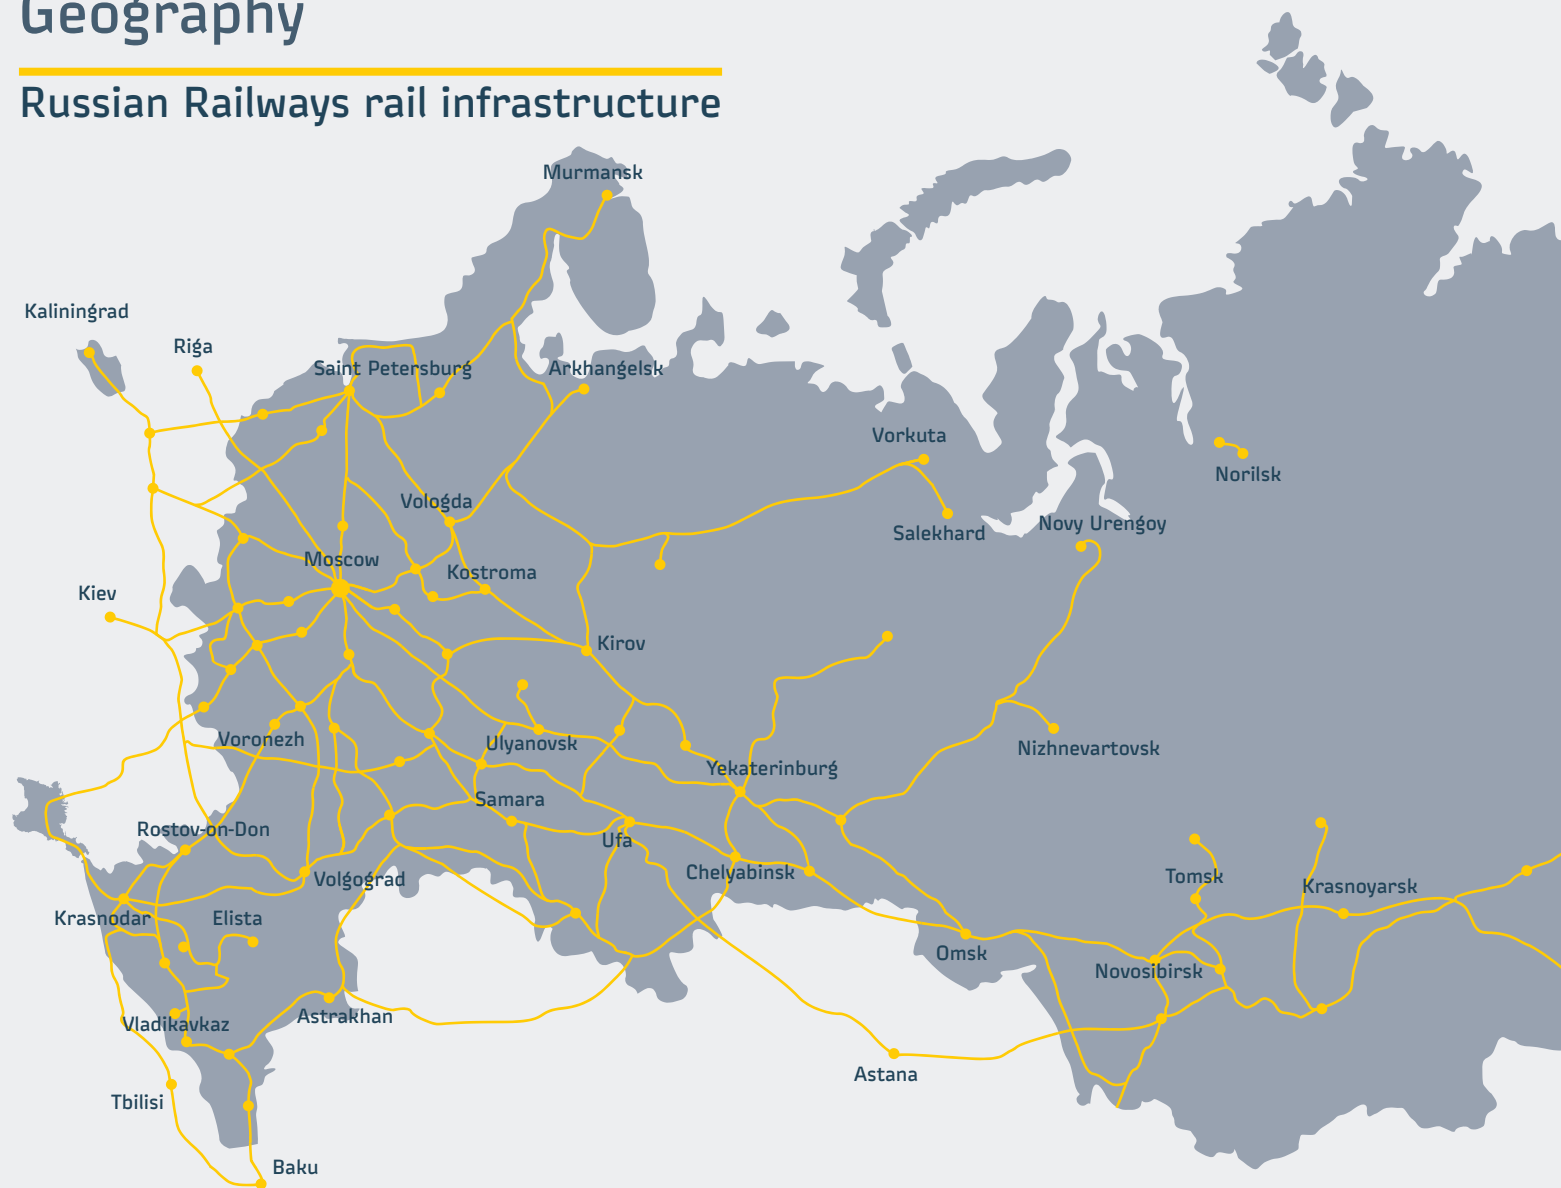 Geography
Russian Railways rail infrastructure
Murmansk
Kaliningrad
Riga
Saint Petersburg
Arkhangelsk
Vorkuta
Norilsk
Vologda
Salekhard
Novy Urengoy
Moscow
Kostroma
Kiev
Kirov
Voronezh
Ulyanovsk
Nizhnevartovsk
Yekaterinburg
Samara
Rostov-on-Don
Ufa
Chelyabinsk
Volgograd
Tomsk
Krasnoyarsk
Krasnodar
Elista
Omsk
Novosibirsk
Astrakhan
Vladikavkaz
Astana
Tbilisi
Baku